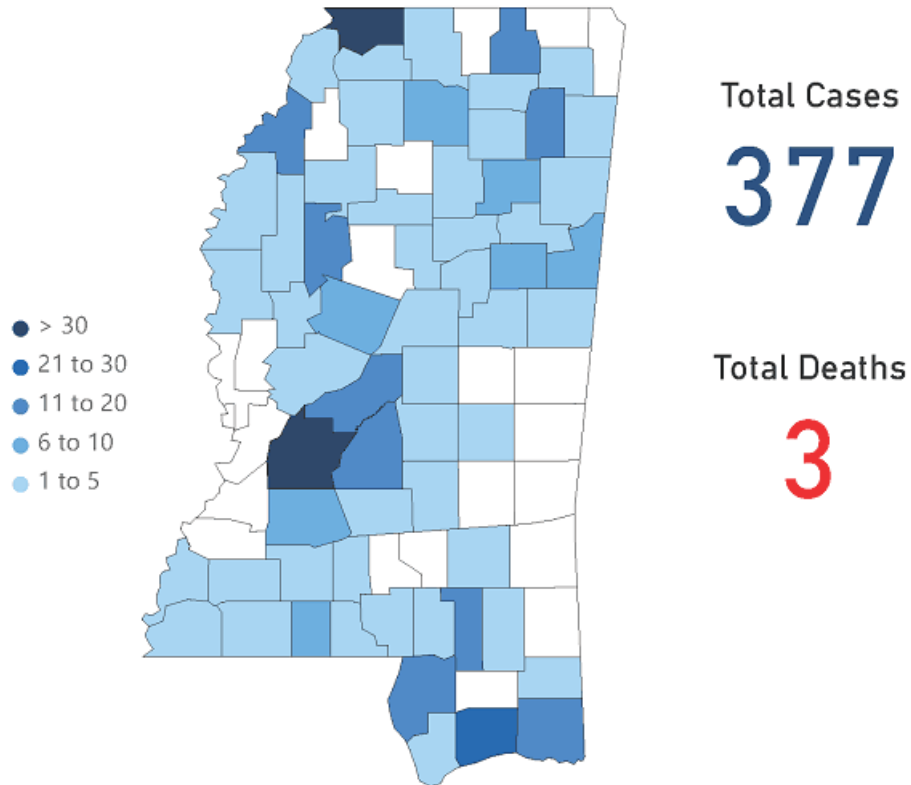 Total Cases
377
> 30
21 to 30
11 to 20
6 to 10
1 to 5
Total Deaths
3